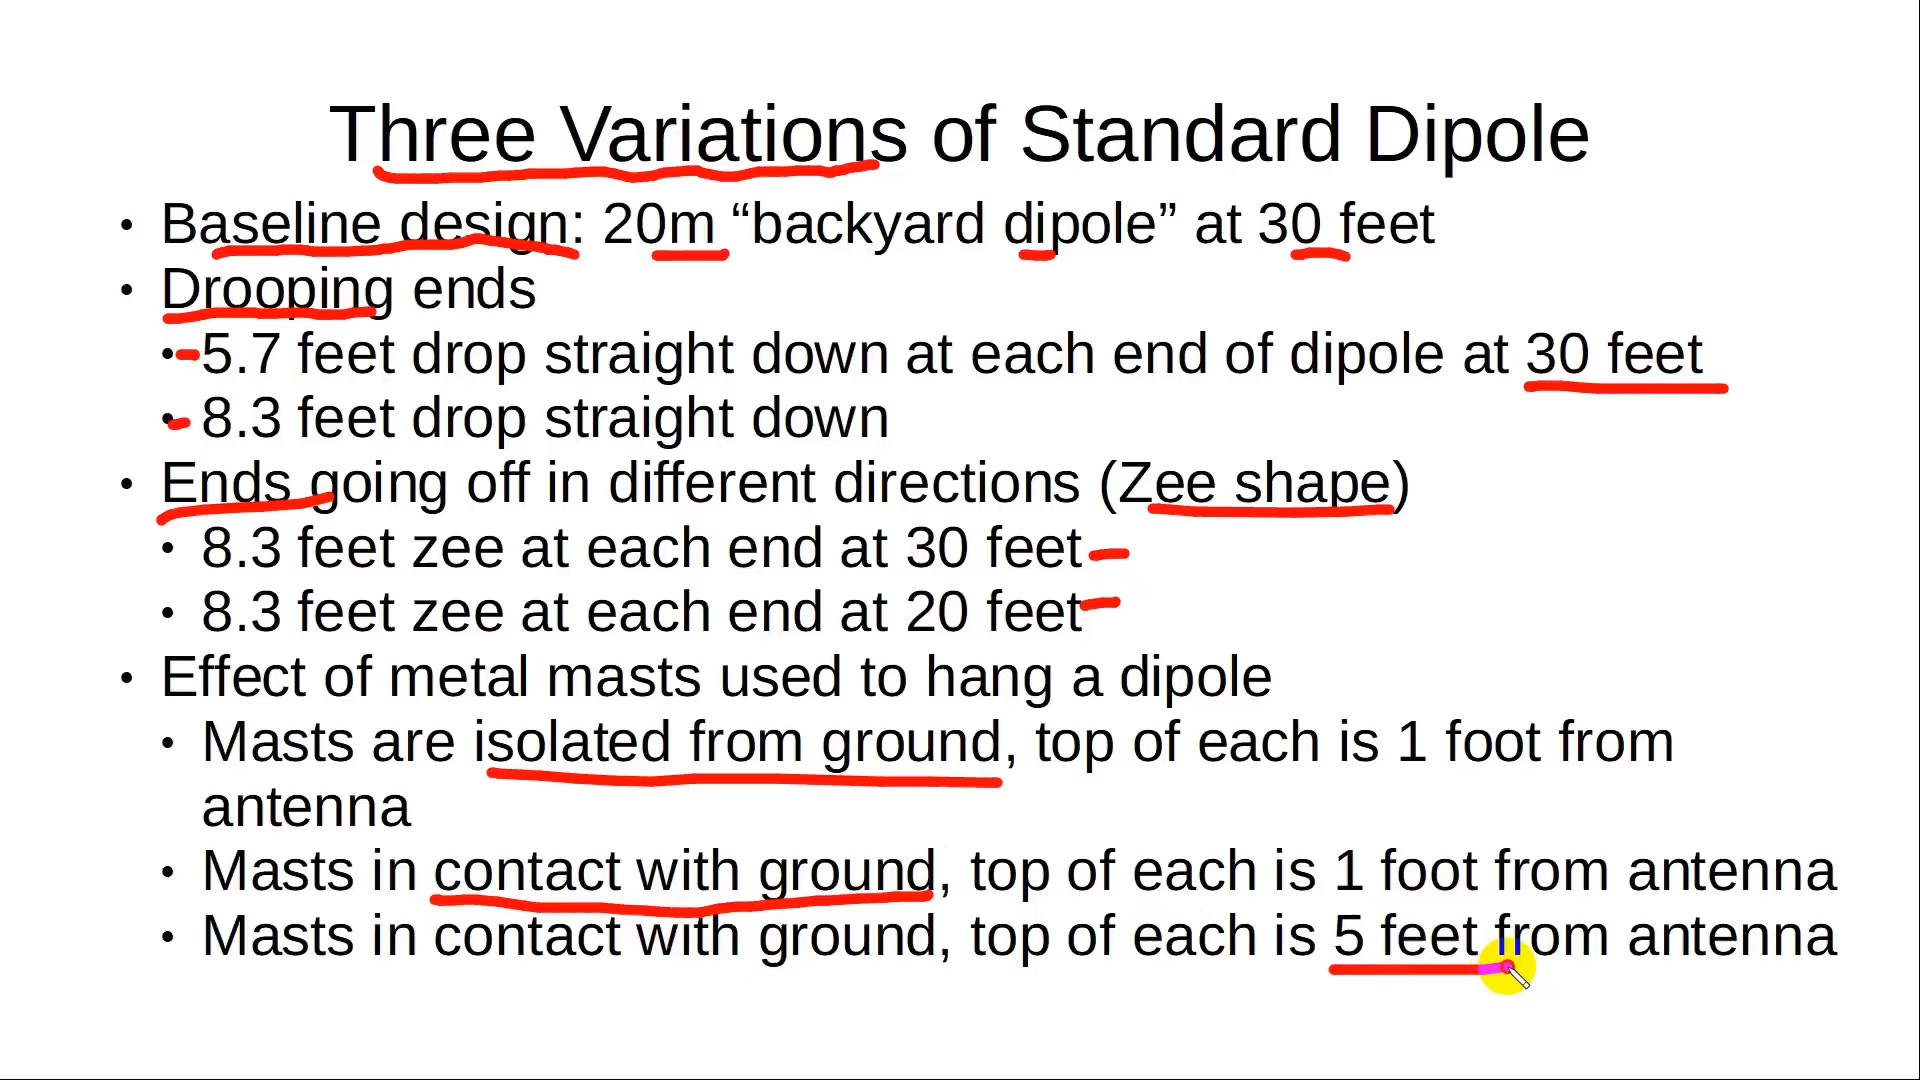 Three Variations of Standard Dipole
• Baseline design: 20m “backyard dipole” at 30 feet
• Drooping ends
• 5.7 feet drop straight down at each end of dipole at 30 feet
• 8.3 feet drop straight down
• Ends going off in different directions (Zee shape)
• 8.3 feet zee at each end at 30 feet
• 8.3 feet zee at each end at 20 feet
• Effect of metal masts used to hang a dipole
• Masts are isolated from ground, top of each is 1 foot from
antenna
• Masts in contact with ground, top of each is 1 foot from antenna
• Masts in contact with ground, top of each is 5 feet from antenna